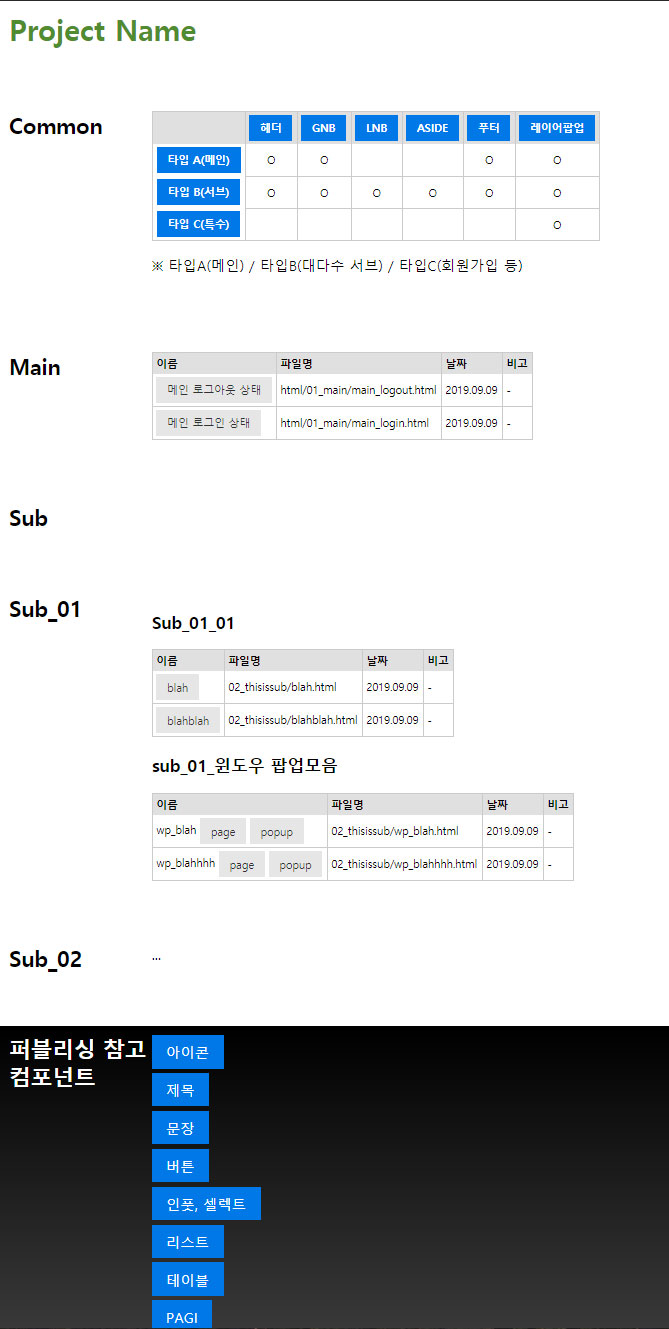 Project Name
Common
헤더 GNB LNB ASIDE 푸터 레이어팝업
타입 A(메인) O O O O
타입 B(서브) O O O O O O
타입 C(특수) O
※ 타입A(메인) / 타입B(대다수 서브) / 타입C(회원가입 등)
Main
이름 파일명 날짜 비고
메인 로그아웃 상태 html/01_main/main_logout.html 2019.09.09 -
메인 로그인 상태 html/01_main/main_login.html 2019.09.09 -
Sub
Sub_01
Sub_01_01
이름 파일명 날짜 비고
blah 02_thisissub/blah.html 2019.09.09 -
blahblah 02_thisissub/blahblah.html 2019.09.09 -
sub_01_윈도우 팝업모음
이름 파일명 날짜 비고
wp_blah page popup 02_thisissub/wp_blah.html 2019.09.09 -
wp_blahhhh page popup 02_thisissub/wp_blahhhh.html 2019.09.09 -
Sub_02 ...
퍼블리싱 참고
컴포넌트
아이콘
제목
문장
버튼
인풋, 셀렉트
리스트
테이블
PAGI